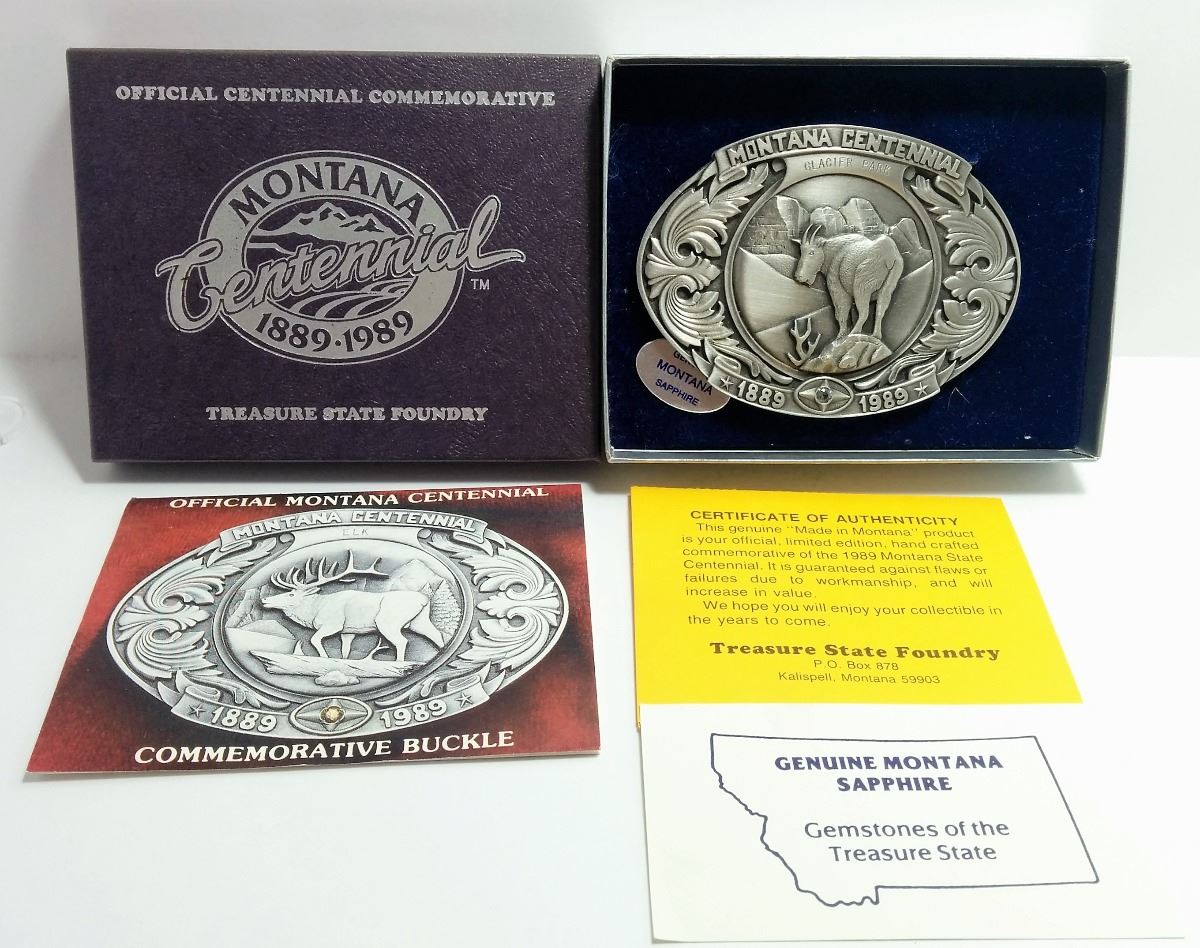 OFFICIAL CENTENNIAL COMMEMORATIVE
MONTANA
Centennial
TM
1889·1989
TREASURE STATE FOUNDRY
MONTANA CENTENNIAL
GLACIER PARK
1889
1989
MONTANA
SAPPHIRE
OFFICIAL MONTANA CENTENNIAL
MONTANA CENTENNIAL
ELK
1889
1989
COMMEMORATIVE BUCKLE
CERTIFICATE OF AUTHENTICITY
This genuine "Made in Montana" product
is your official, limited edition, hand crafted
commemorative of the 1989 Montana State
Centennial. It is guaranteed against flaws or
failures due to workmanship, and will
increase in value.
We hope you will enjoy your collectible in
the years to come.
Treasure State Foundry
P.O. Box 878
Kalispell, Montana 59903
GENUINE MONTANA
SAPPHIRE
Gemstones of the
Treasure State